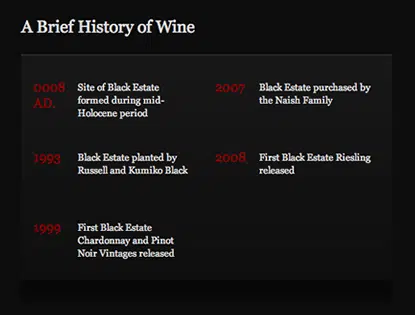 A Brief History of Wine
0008
A.D.
Site of Black Estate
formed during mid-
Holocene period
1993
Black Estate planted by
Russell and Kumiko Black
1999
First Black Estate
Chardonnay and Pinot
Noir Vintages released
2007
Black Estate purchased by
the Naish Family
2008
First Black Estate Riesling
released